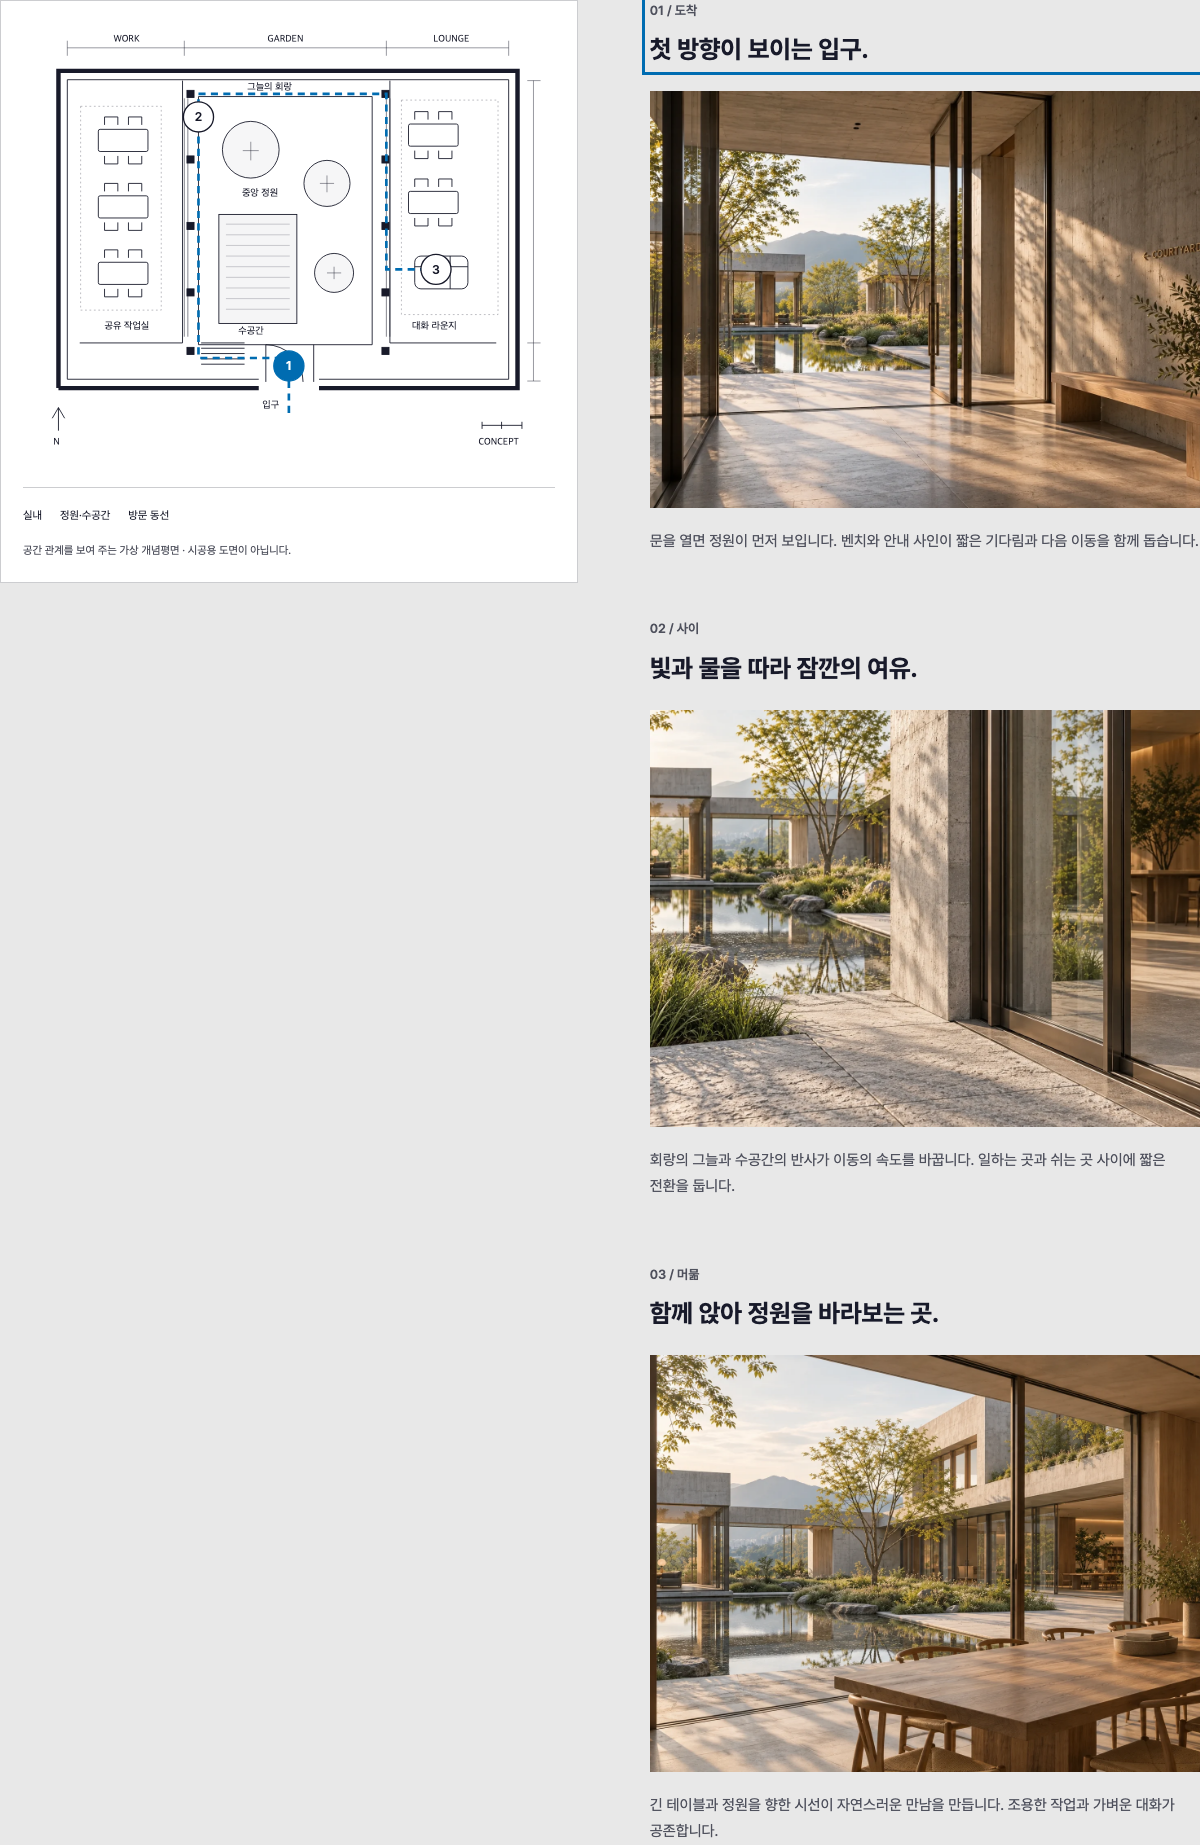 WORK GARDEN LOUNGE
그늘의 회랑
2
중앙 정원
3
공유 작업실
수공간
대화 라운지
1
입구
N
CONCEPT
실내 정원·수공간 방문 동선
공간 관계를 보여 주는 가상 개념평면 · 시공용 도면이 아닙니다.
01 / 도착
첫 방향이 보이는 입구.
← COURTYARD
문을 열면 정원이 먼저 보입니다. 벤치와 안내 사인이 짧은 기다림과 다음 이동을 함께 돕습니다.
02 / 사이
빛과 물을 따라 잠깐의 여유.
회랑의 그늘과 수공간의 반사가 이동의 속도를 바꿉니다. 일하는 곳과 쉬는 곳 사이에 짧은
전환을 둡니다.
03 / 머묾
함께 앉아 정원을 바라보는 곳.
긴 테이블과 정원을 향한 시선이 자연스러운 만남을 만듭니다. 조용한 작업과 가벼운 대화가
공존합니다.